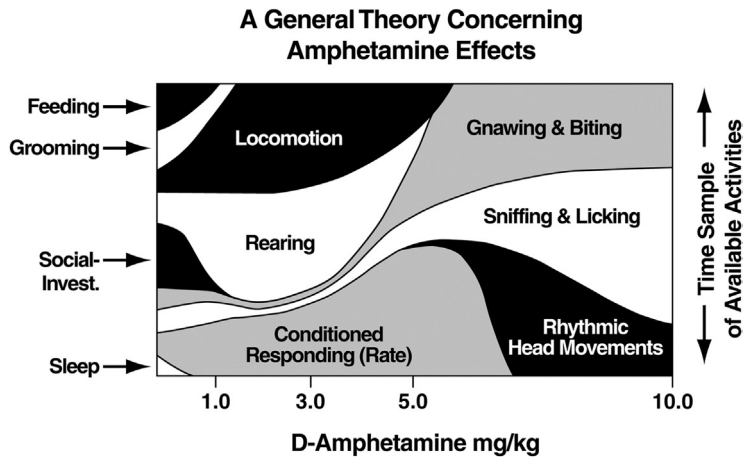 A General Theory Concerning
Amphetamine Effects
Feeding
Grooming
Social-
Invest.
Sleep
Locomotion
Gnawing & Biting
Rearing
Sniffing & Licking
Conditioned
Responding (Rate)
Rhythmic
Head Movements
Time Sample
of Available Activities
1.0
3.0
5.0
10.0
D-Amphetamine mg/kg